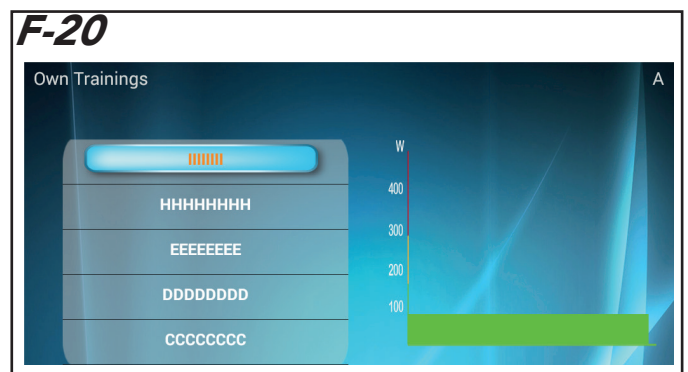 F-20
Own Trainings
A
IIIIIIII
HHHHHHHH
EEEEEEEE
DDDDDDDD
CCCCCCCC
W
400
300
200
100